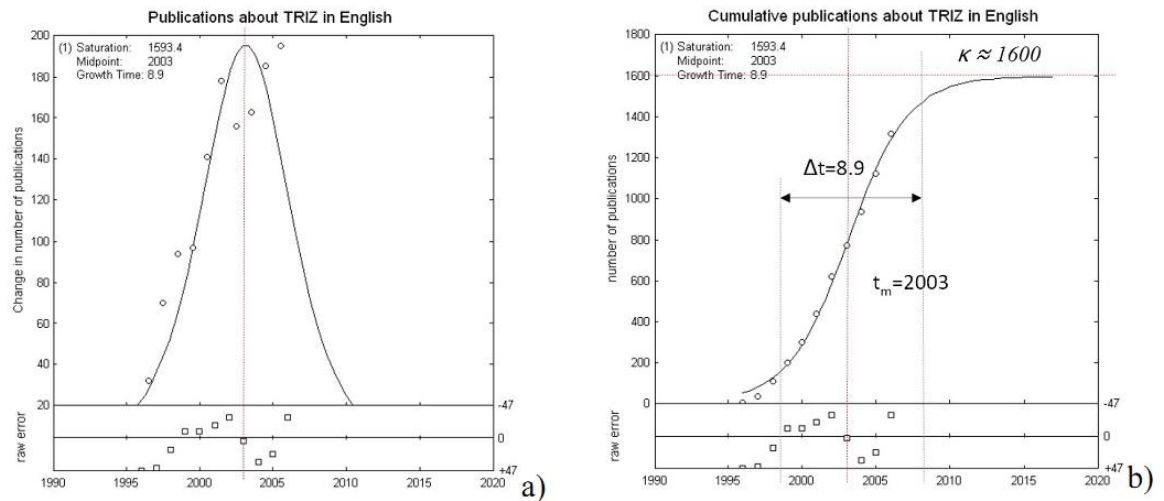 Publications about TRIZ in English
(1) Saturation: 1593.4
Midpoint: 2003
Growth Time: 8.9
Change in number of publications
200
180
160
140
120
100
80
60
40
20
raw error
-47
0
+47
1990
1995
2000
2005
2010
2015
2020
a)
Cumulative publications about TRIZ in English
(1) Saturation: 1593.4
Midpoint: 2003
Growth Time: 8.9
κ ≈ 1600
Δt=8.9
t_m=2003
number of publications
1800
1600
1400
1200
1000
800
600
400
200
0
raw error
-47
0
+47
1990
1995
2000
2005
2010
2015
2020
b)